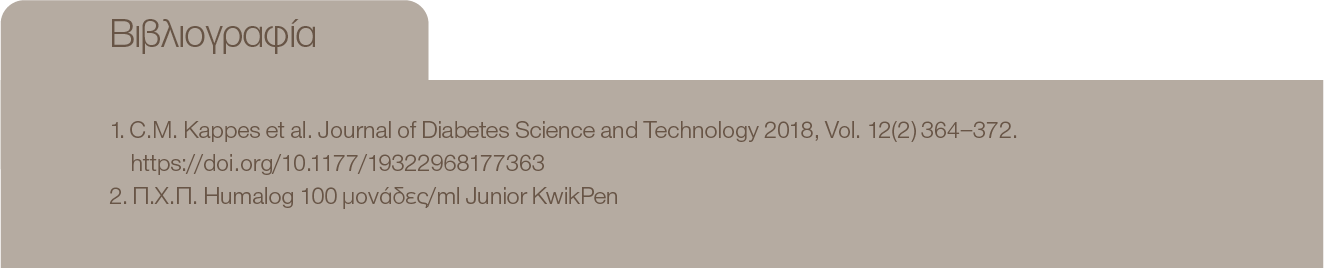 Βιβλιογραφία
1. C.M. Kappes et al. Journal of Diabetes Science and Technology 2018, Vol. 12(2) 364–372.
https://doi.org/10.1177/19322968177363
2. Π.Χ.Π. Humalog 100 μονάδες/ml Junior KwikPen